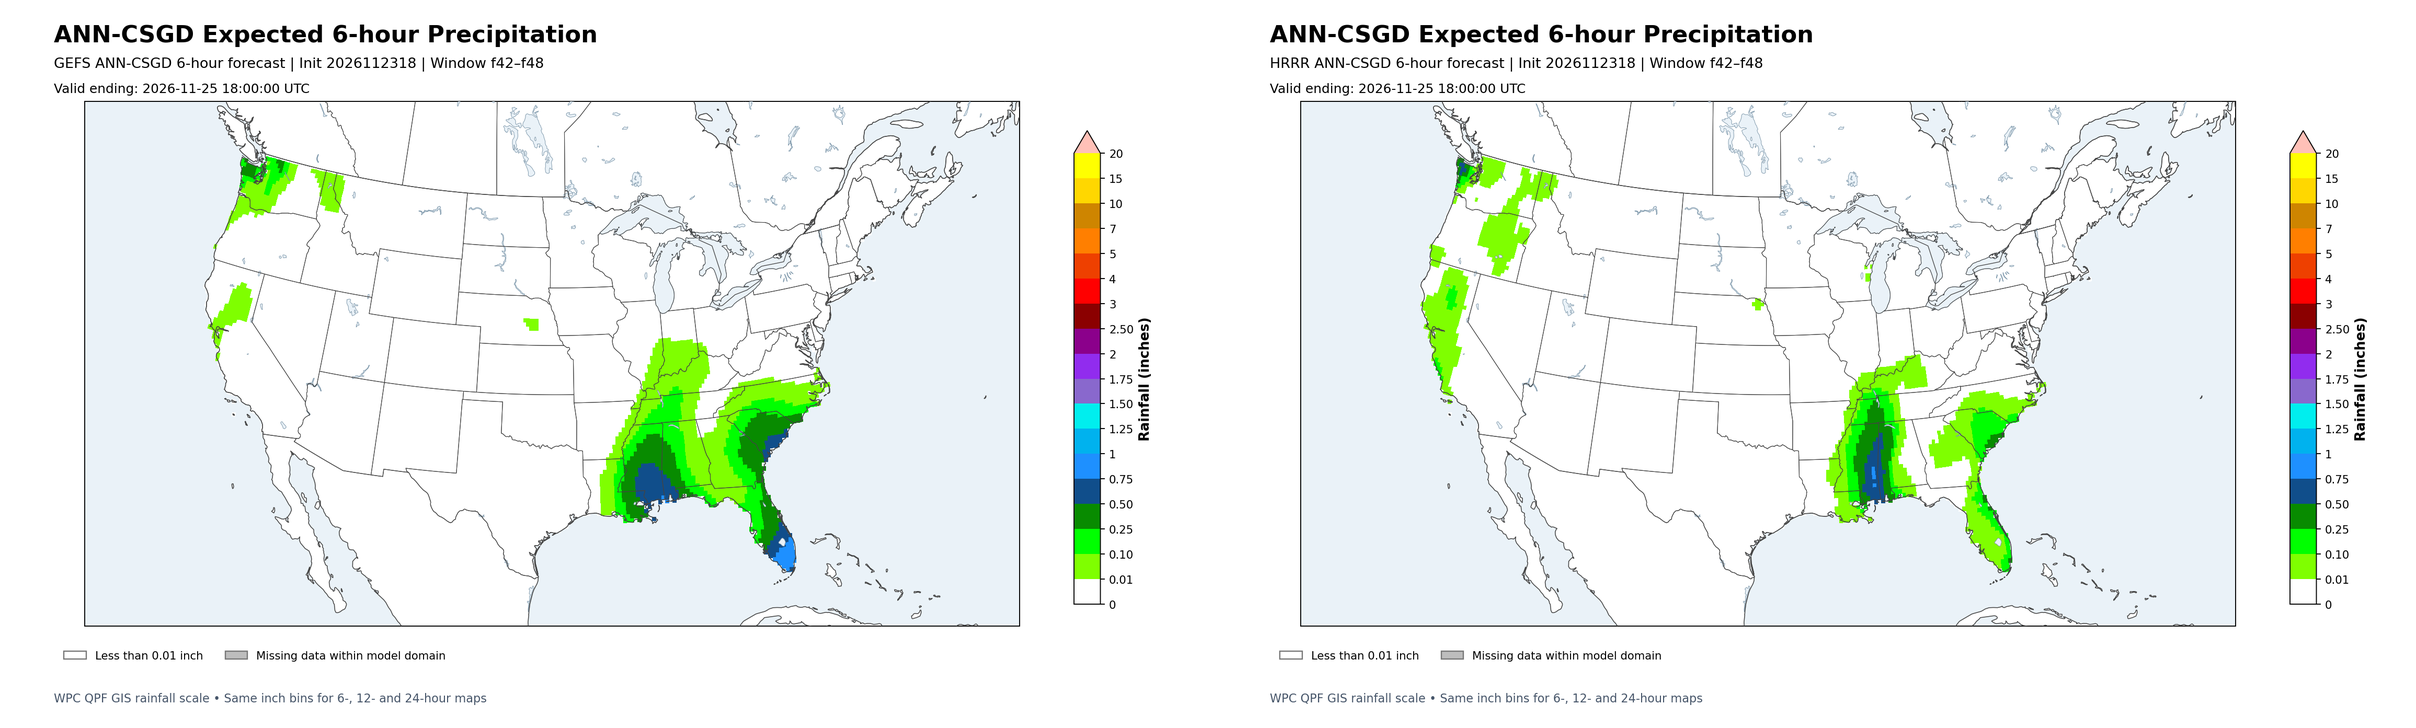 ANN-CSGD Expected 6-hour Precipitation
GEFS ANN-CSGD 6-hour forecast | Init 2026112318 | Window f42–f48
Valid ending: 2026-11-25 18:00:00 UTC
20
15
10
7
5
4
3
2.50
2
1.75
1.50
1.25
1
0.75
0.50
0.25
0.10
0.01
0
Rainfall (inches)
Less than 0.01 inch
Missing data within model domain
WPC QPF GIS rainfall scale • Same inch bins for 6-, 12- and 24-hour maps
ANN-CSGD Expected 6-hour Precipitation
HRRR ANN-CSGD 6-hour forecast | Init 2026112318 | Window f42–f48
Valid ending: 2026-11-25 18:00:00 UTC
20
15
10
7
5
4
3
2.50
2
1.75
1.50
1.25
1
0.75
0.50
0.25
0.10
0.01
0
Rainfall (inches)
Less than 0.01 inch
Missing data within model domain
WPC QPF GIS rainfall scale • Same inch bins for 6-, 12- and 24-hour maps